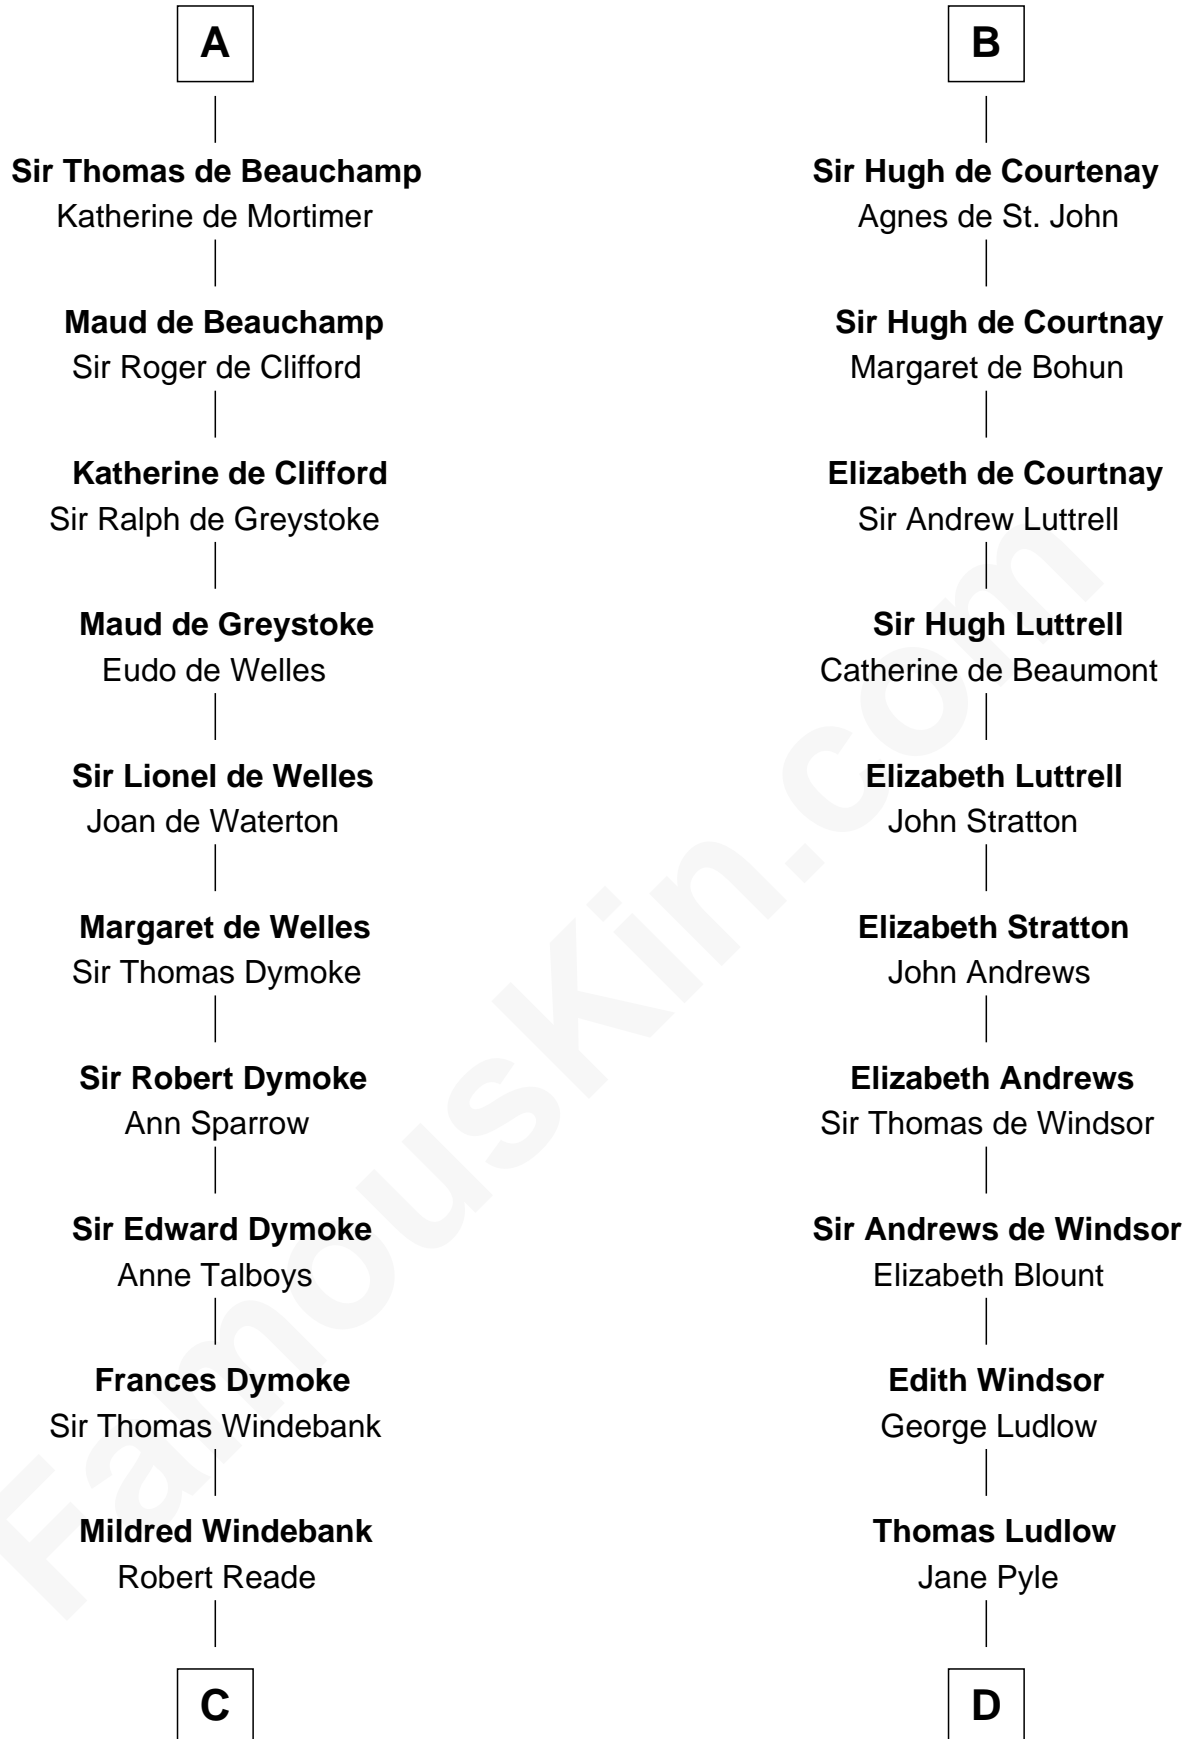 A
Sir Thomas de Beauchamp
Katherine de Mortimer
Maud de Beauchamp
Sir Roger de Clifford
Katherine de Clifford
Sir Ralph de Greystoke
Maud de Greystoke
Eudo de Welles
Sir Lionel de Welles
Joan de Waterton
Margaret de Welles
Sir Thomas Dymoke
Sir Robert Dymoke
Ann Sparrow
Sir Edward Dymoke
Anne Talboys
Frances Dymoke
Sir Thomas Windebank
Mildred Windebank
Robert Reade
C
B
Sir Hugh de Courtenay
Agnes de St. John
Sir Hugh de Courtnay
Margaret de Bohun
Elizabeth de Courtnay
Sir Andrew Luttrell
Sir Hugh Luttrell
Catherine de Beaumont
Elizabeth Luttrell
John Stratton
Elizabeth Stratton
John Andrews
Elizabeth Andrews
Sir Thomas de Windsor
Sir Andrews de Windsor
Elizabeth Blount
Edith Windsor
George Ludlow
Thomas Ludlow
Jane Pyle
D
FamousKin.com